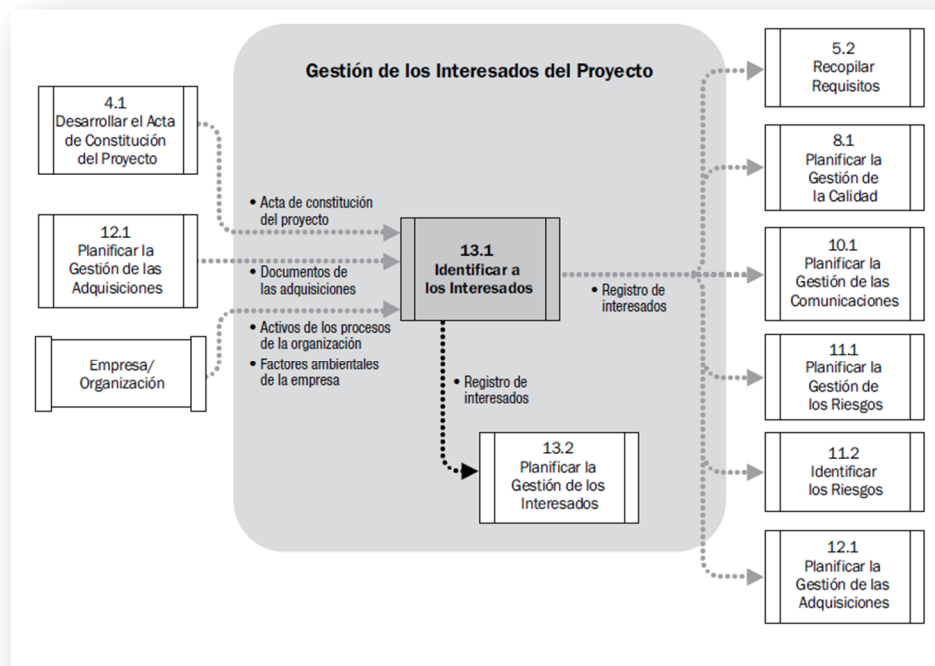 Gestión de los Interesados del Proyecto
4.1
Desarrollar el Acta
de Constitución
del Proyecto
12.1
Planificar la
Gestión de las
Adquisiciones
Empresa/
Organización
• Acta de constitución
del proyecto
• Documentos de
las adquisiciones
• Activos de los procesos
de la organización
• Factores ambientales
de la empresa
13.1
Identificar a
los Interesados
• Registro de
interesados
13.2
Planificar la
Gestión de los
Interesados
• Registro de
interesados
5.2
Recopilar
Requisitos
8.1
Planificar la
Gestión de
la Calidad
10.1
Planificar la
Gestión de las
Comunicaciones
11.1
Planificar la
Gestión de
los Riesgos
11.2
Identificar
los Riesgos
12.1
Planificar la
Gestión de las
Adquisiciones